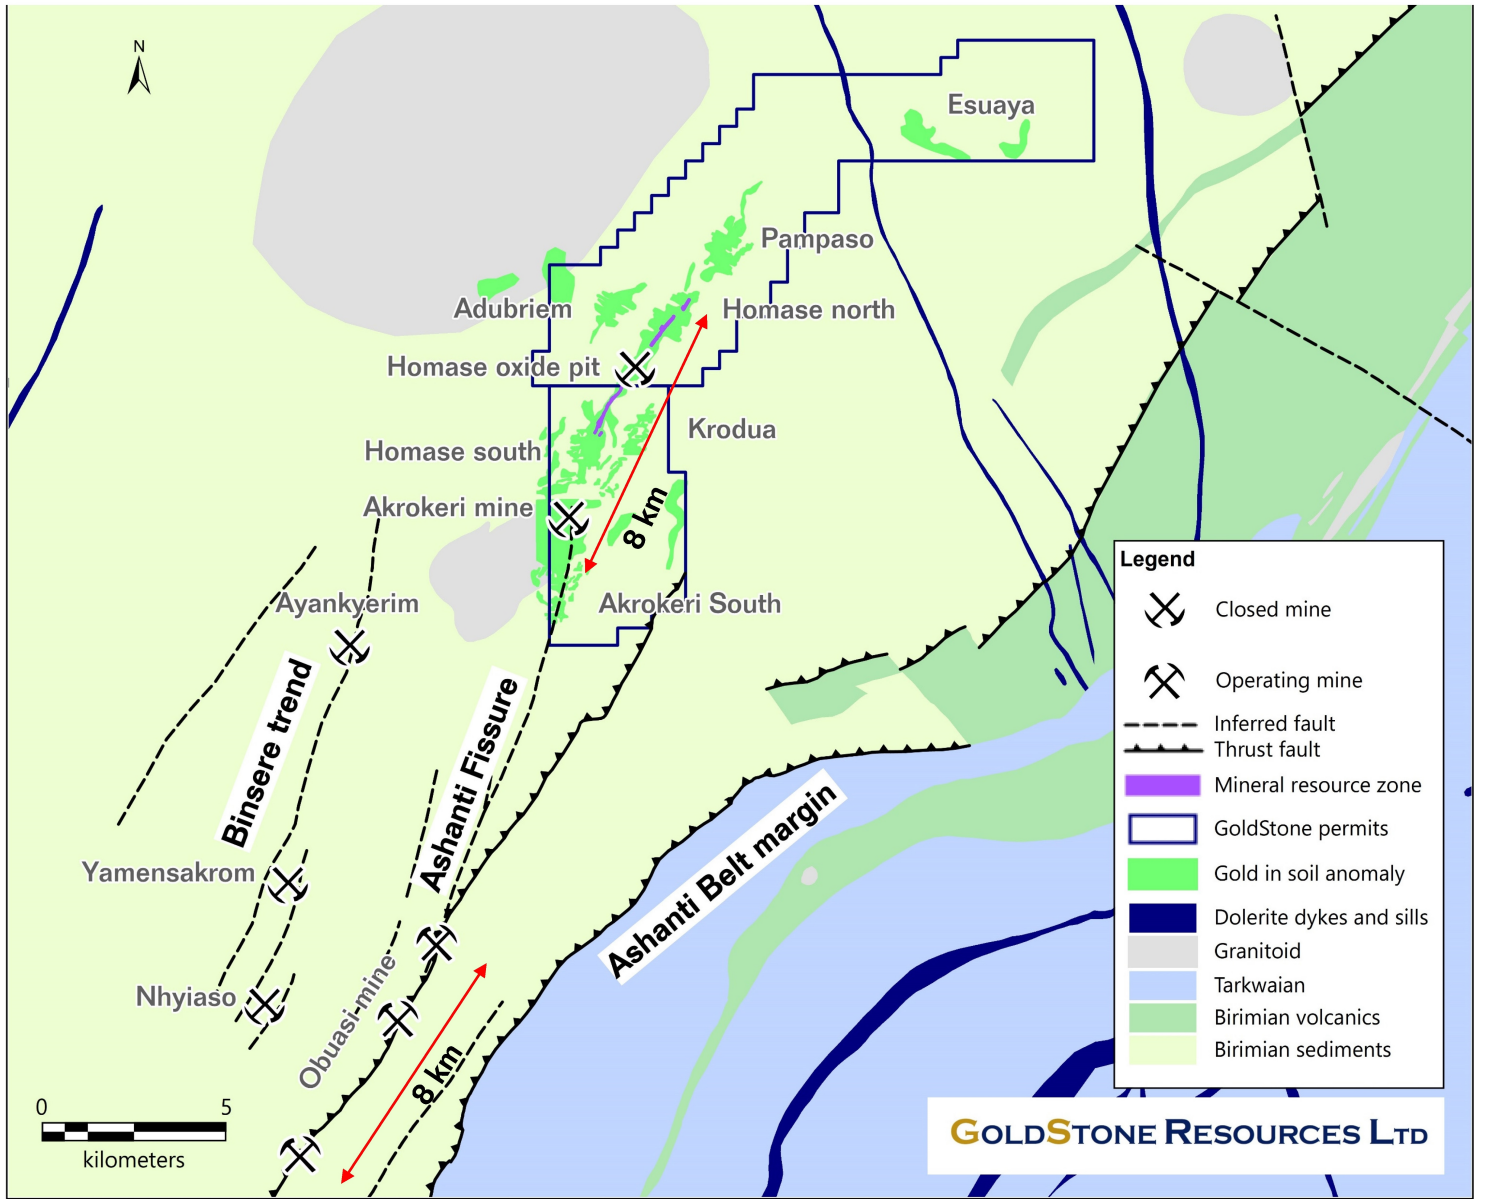 N
Esuaya
Pampaso
Adubriem
Homase north
Homase oxide pit
Krodua
Homase south
Akrokeri mine
8 km
Ayankyerim
Akrokeri South
Binsere trend
Ashanti Fissure
Ashanti Belt margin
Yamensakrom
Nhyiaso
Obuasi mine
8 km
0 5
kilometers
Legend
Closed mine
Operating mine
Inferred fault
Thrust fault
Mineral resource zone
GoldStone permits
Gold in soil anomaly
Dolerite dykes and sills
Granitoid
Tarkwaian
Birimian volcanics
Birimian sediments
GOLDSTONE RESOURCES LTD